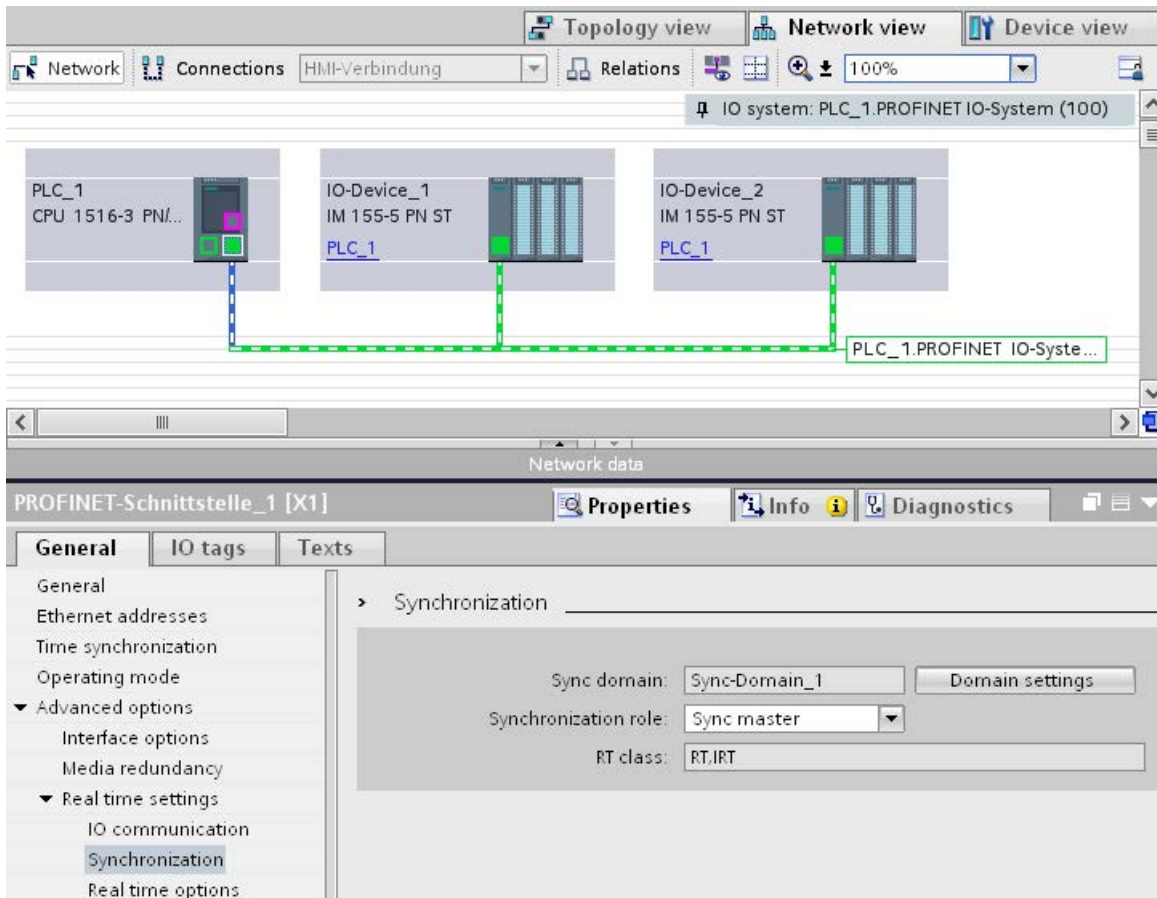 Topology view Network view Device view
Network Connections HMI-Verbindung Relations 100%
IO system: PLC_1.PROFINET IO-System (100)
PLC_1
CPU 1516-3 PN/...
IO-Device_1
IM 155-5 PN ST
PLC_1
IO-Device_2
IM 155-5 PN ST
PLC_1
PLC_1.PROFINET IO-Syste...
Network data
PROFINET-Schnittstelle_1 [X1] Properties Info Diagnostics
General IO tags Texts
General
Ethernet addresses
Time synchronization
Operating mode
Advanced options
Interface options
Media redundancy
Real time settings
IO communication
Synchronization
Real time options
Synchronization
Sync domain: Sync-Domain_1 Domain settings
Synchronization role: Sync master
RT class: RT,IRT